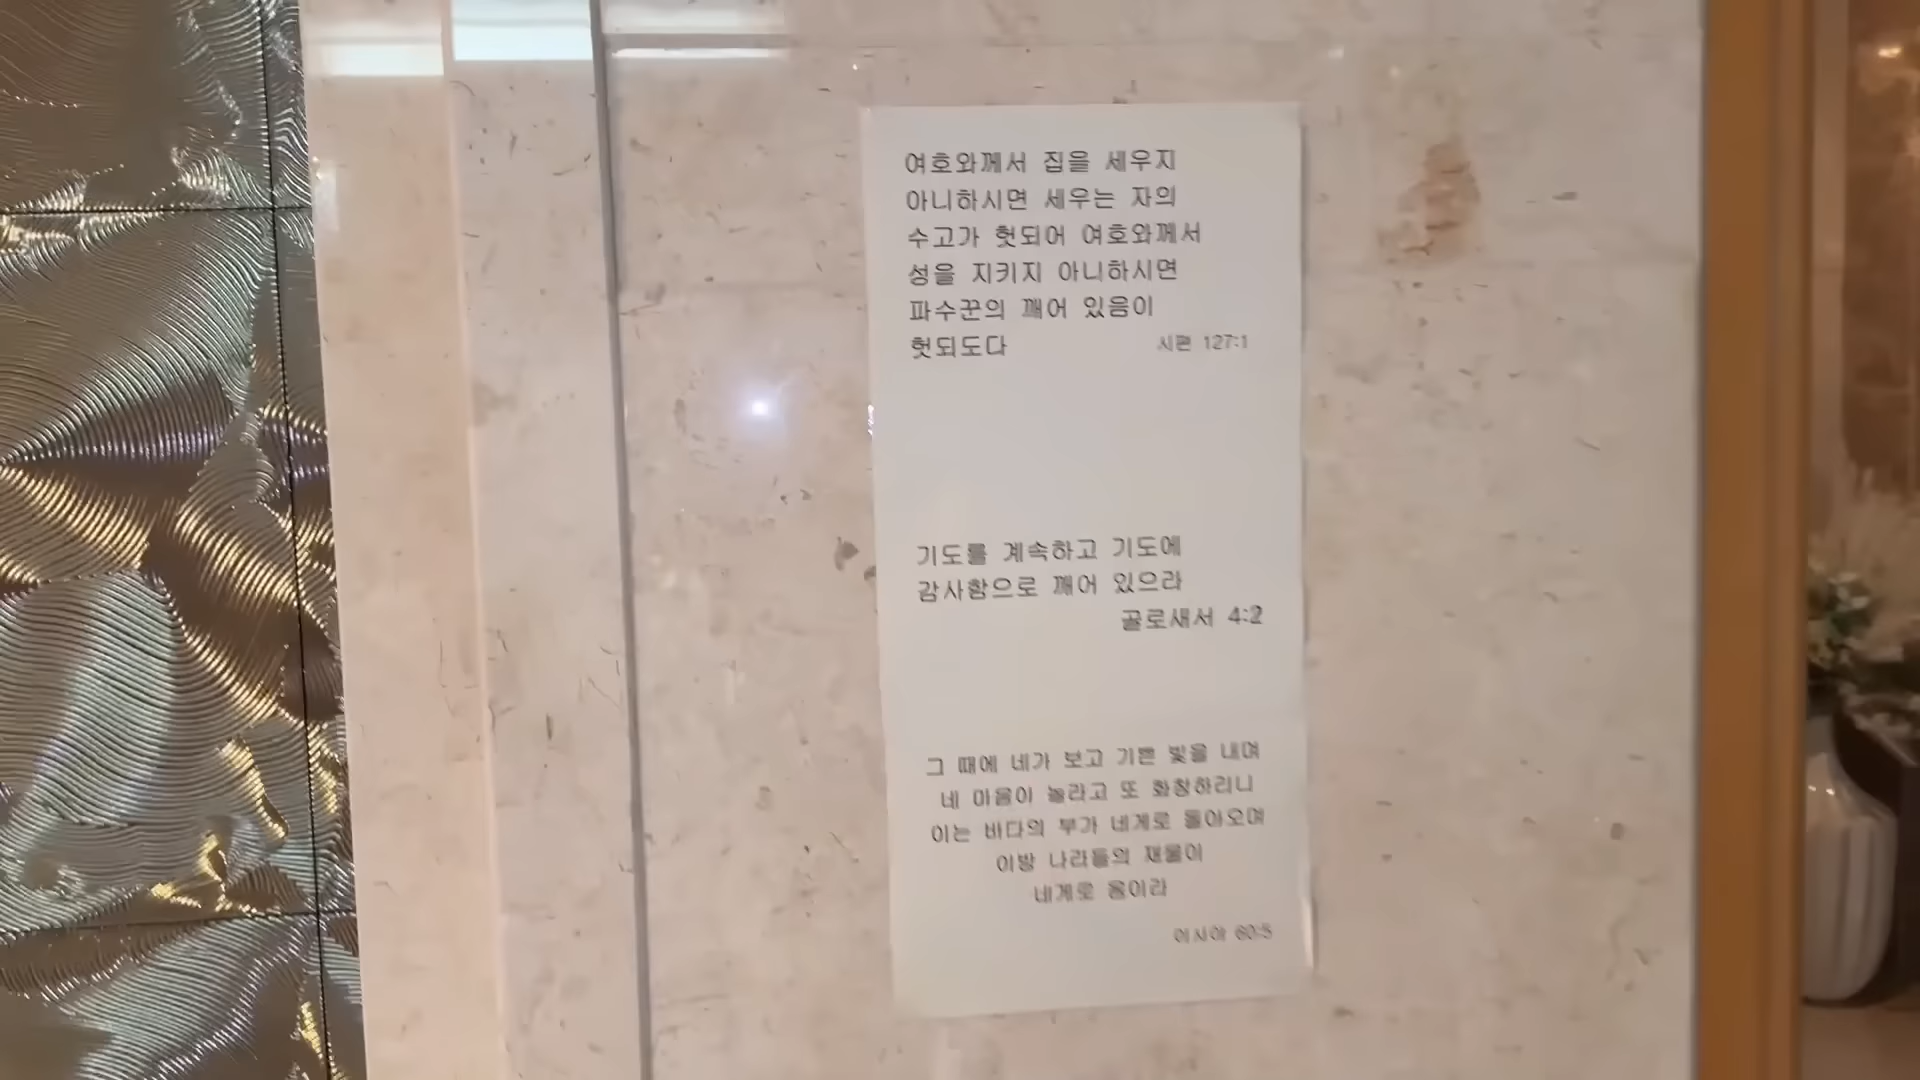 여호와께서 집을 세우지
아니하시면 세우는 자의
수고가 헛되어 여호와께서
성을 지키지 아니하시면
파수꾼의 깨어 있음이
헛되도다
시편 127:1
기도를 계속하고 기도에
감사함으로 깨어 있으라
골로새서 4:2
그 때에 네가 보고 기쁜 빛을 내며
네 마음이 놀라고 또 화창하리니
이는 바다의 부가 네게로 돌아오며
이방 나라들의 재물이
네게로 옴이라
이사야 60:5